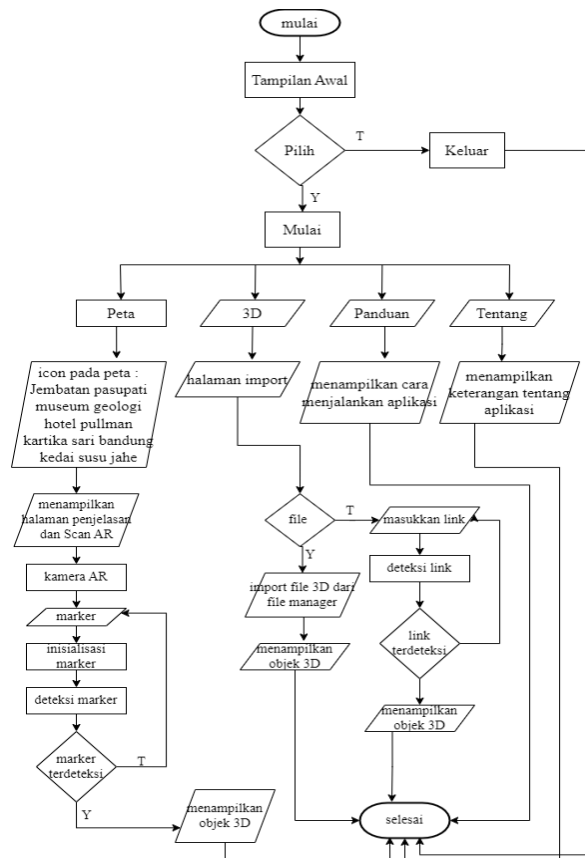 mulai
Tampilan Awal
Pilih
T
Keluar
Y
Mulai
Peta
3D
Panduan
Tentang
icon pada peta :
Jembatan pasupati
museum geologi
hotel pullman
kartika sari bandung
kedai susu jahe
halaman import
menampilkan cara
menjalankan aplikasi
menampilkan
keterangan tentang
aplikasi
menampilkan
halaman penjelasan
dan Scan AR
file
T
masukkan link
Y
deteksi link
kamera AR
import file 3D dari
file manager
marker
link
terdeteksi
inisialisasi
marker
menampilkan
objek 3D
deteksi marker
menampilkan
objek 3D
marker
terdeteksi
T
Y
menampilkan
objek 3D
selesai